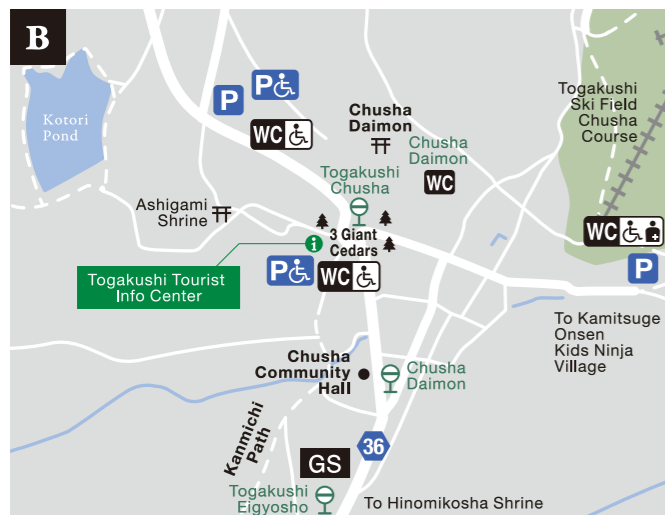 B
Kotori
Pond
P
P
WC
Chusha
Daimon
Chusha
Daimon
WC
Togakushi
Chusha
Togakushi
Ski Field
Chusha
Course
Ashigami
Shrine
3 Giant
Cedars
i
Togakushi Tourist
Info Center
P
WC
WC
P
To Kamitsuge
Onsen
Kids Ninja
Village
Chusha
Community
Hall
Chusha
Daimon
Kanmichi
Path
36
GS
Togakushi
Eigyosho
To Hinomikosha Shrine